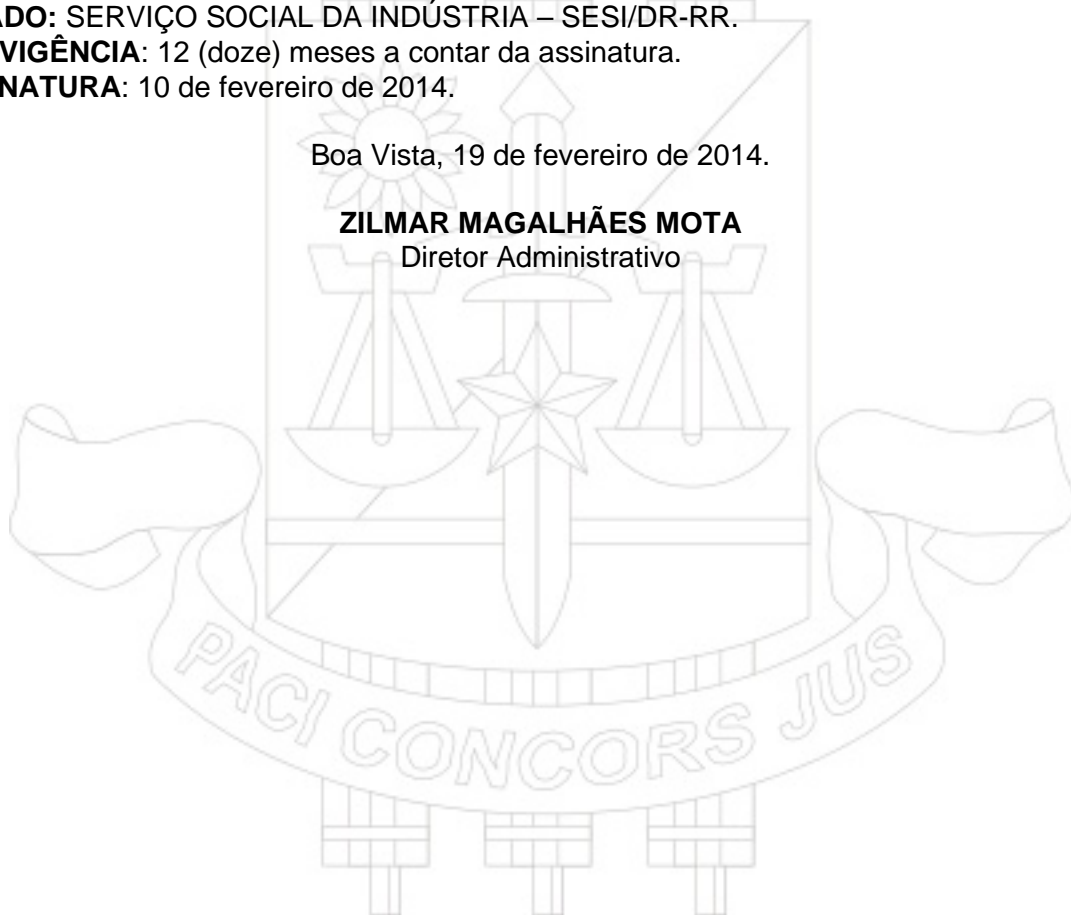 ADO: SERVIÇO SOCIAL DA INDÚSTRIA – SESI/DR-RR.
VIGÊNCIA: 12 (doze) meses a contar da assinatura.
NATURA: 10 de fevereiro de 2014.
Boa Vista, 19 de fevereiro de 2014.
ZILMAR MAGALHÃES MOTA
Diretor Administrativo
PACI CONCORS JUS